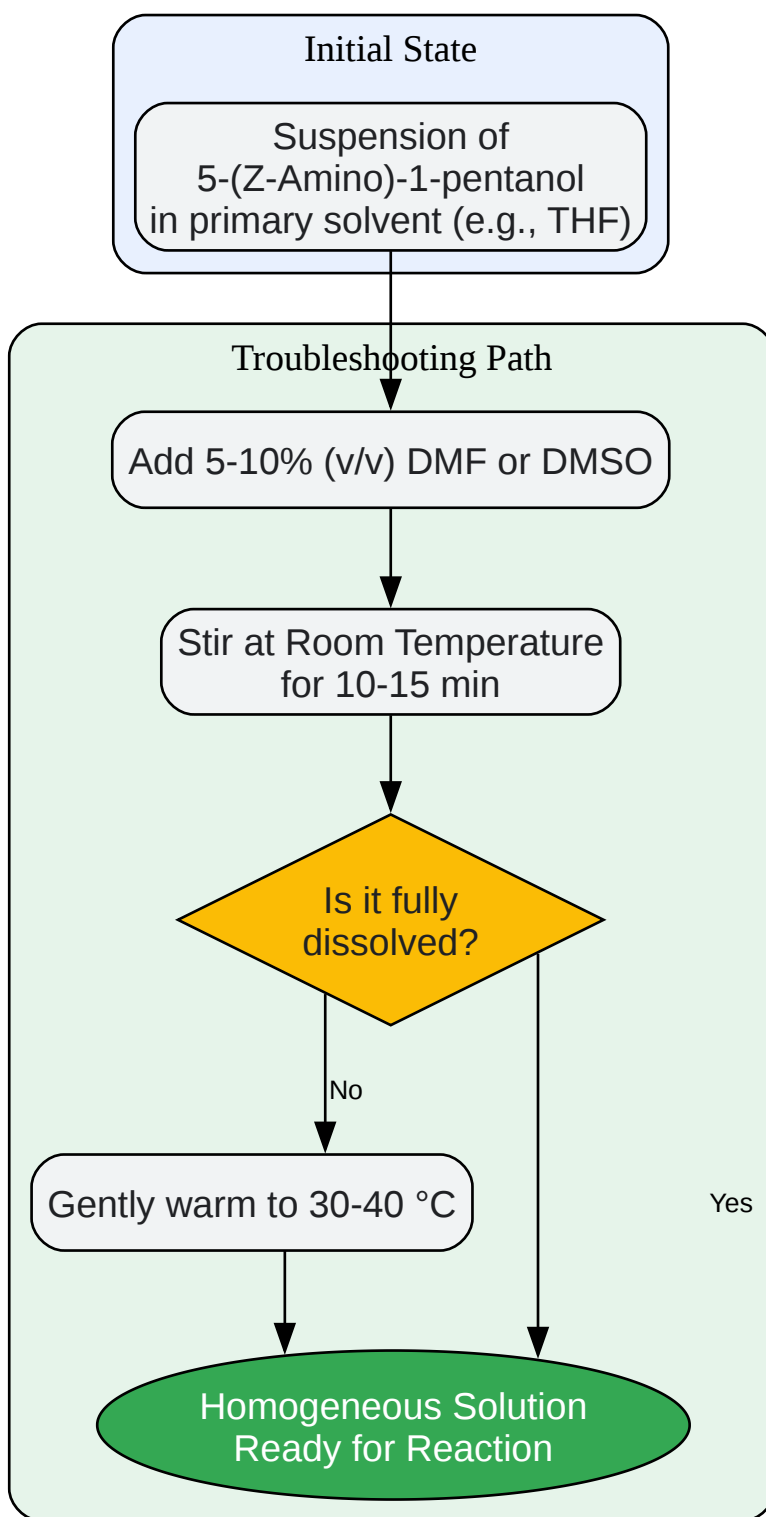 Initial State
Suspension of
5-(Z-Amino)-1-pentanol
in primary solvent (e.g., THF)
Troubleshooting Path
Add 5-10% (v/v) DMF or DMSO
Stir at Room Temperature
for 10-15 min
Is it fully
dissolved?
No
Gently warm to 30-40 °C
Yes
Homogeneous Solution
Ready for Reaction